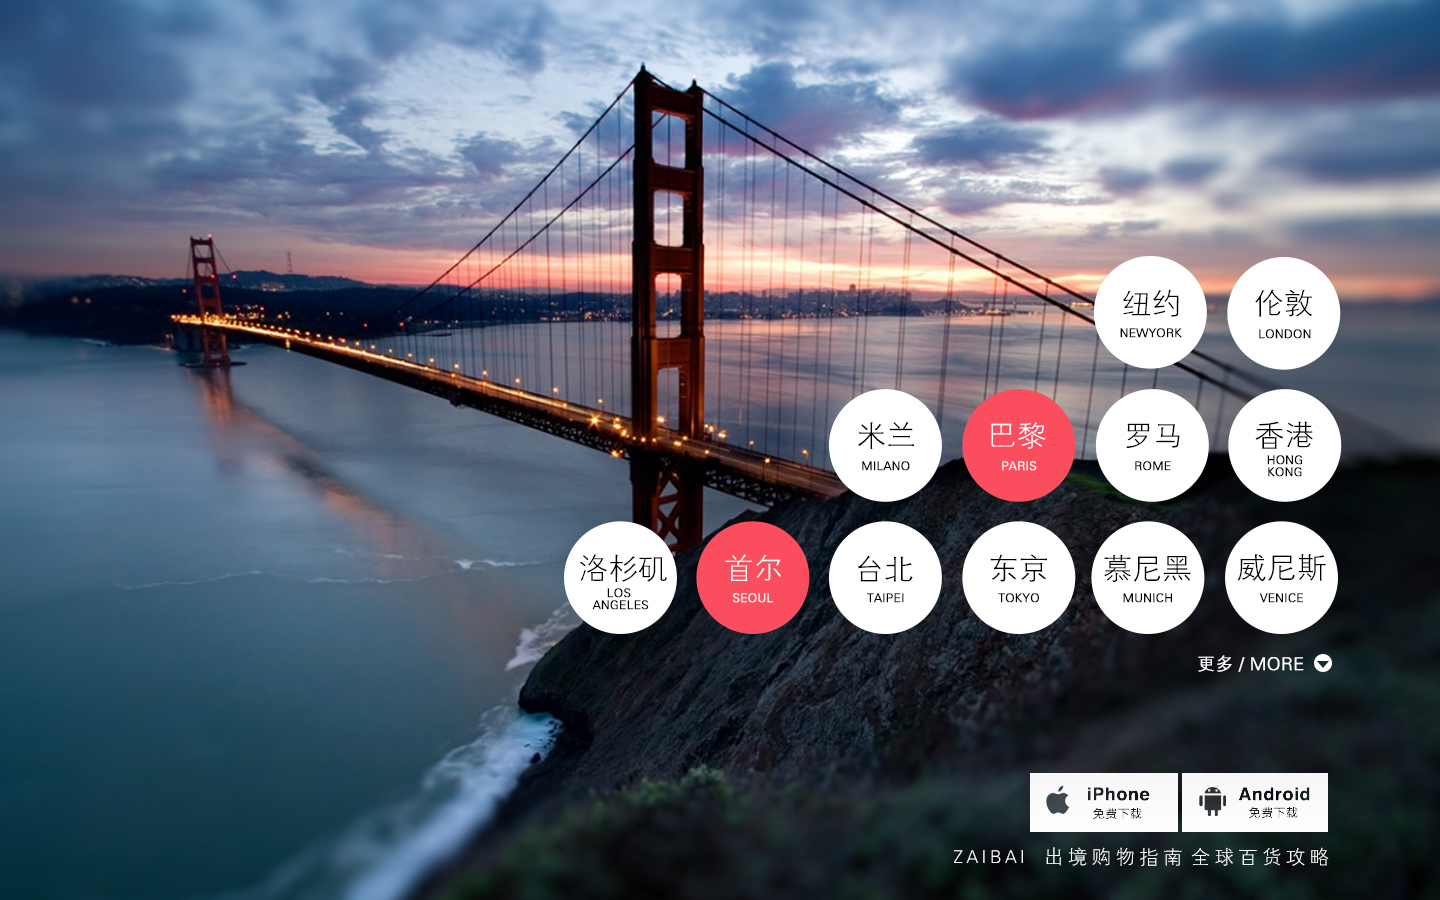 纽约
NEWYORK
伦敦
LONDON
米兰
MILANO
巴黎
PARIS
罗马
ROME
香港
HONG
KONG
洛杉矶
LOS
ANGELES
首尔
SEOUL
台北
TAIPEI
东京
TOKYO
慕尼黑
MUNICH
威尼斯
VENICE
更多 / MORE
iPhone
免费下载
Android
免费下载
ZAIBAI 出境购物指南 全球百货攻略